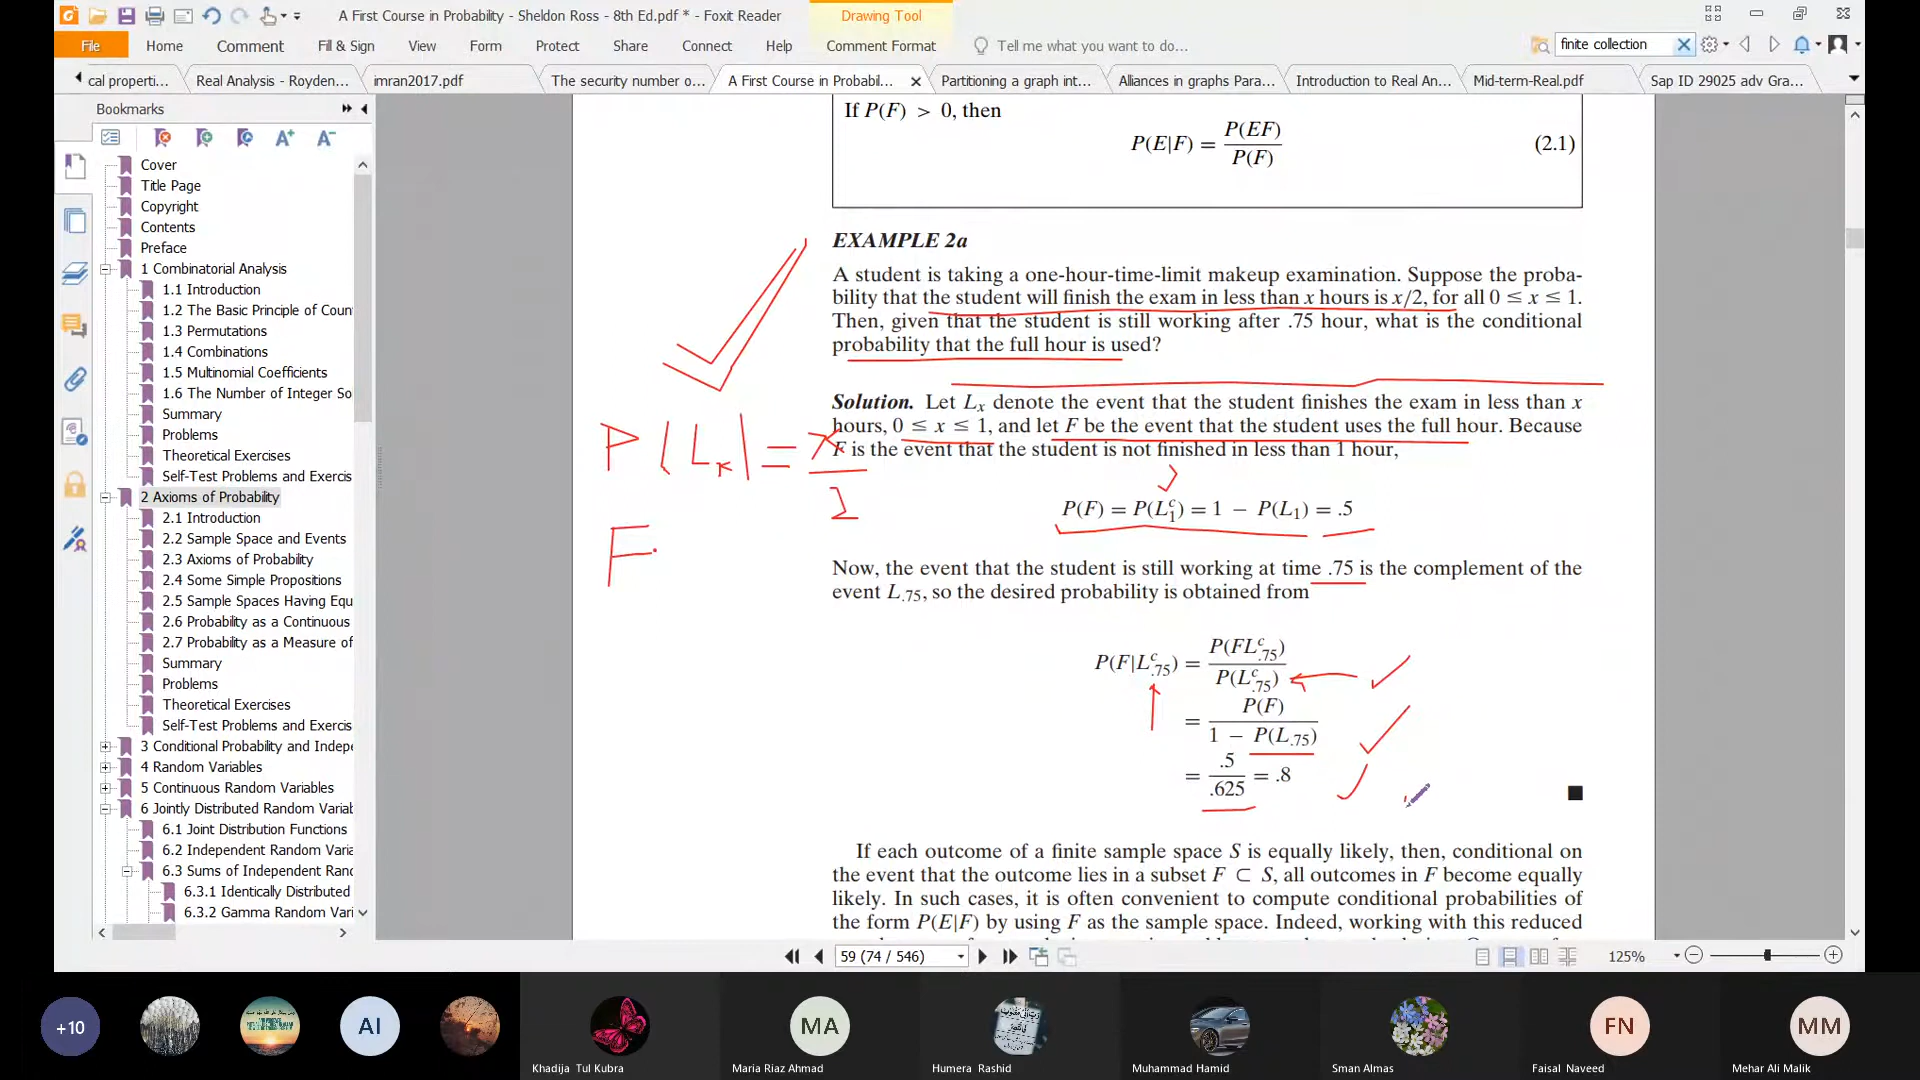 A First Course in Probability - Sheldon Ross - 8th Ed.pdf * - Foxit Reader
Drawing Tool
File Home Comment Fill & Sign View Form Protect Share Connect Help Comment Format Tell me what you want to do... finite collection
cal properti... Real Analysis - Royden... imran2017.pdf The security number o... A First Course in Probabil... Partitioning a graph int... Alliances in graphs Para... Introduction to Real An... Mid-term-Real.pdf Sap ID 29025 adv Gra...
Bookmarks
Cover
Title Page
Copyright
Contents
Preface
1 Combinatorial Analysis
1.1 Introduction
1.2 The Basic Principle of Coun
1.3 Permutations
1.4 Combinations
1.5 Multinomial Coefficients
1.6 The Number of Integer So
Summary
Problems
Theoretical Exercises
Self-Test Problems and Exercis
2 Axioms of Probability
2.1 Introduction
2.2 Sample Space and Events
2.3 Axioms of Probability
2.4 Some Simple Propositions
2.5 Sample Spaces Having Equ
2.6 Probability as a Continuous
2.7 Probability as a Measure of
Summary
Problems
Theoretical Exercises
Self-Test Problems and Exercis
3 Conditional Probability and Indepe
4 Random Variables
5 Continuous Random Variables
6 Jointly Distributed Random Variab
6.1 Joint Distribution Functions
6.2 Independent Random Varia
6.3 Sums of Independent Ranc
6.3.1 Identically Distributed
6.3.2 Gamma Random Vari
If P(F) > 0, then
P(E|F) = P(EF) / P(F) (2.1)
EXAMPLE 2a
A student is taking a one-hour-time-limit makeup examination. Suppose the proba-
bility that the student will finish the exam in less than x hours is x/2, for all 0 ≤ x ≤ 1.
Then, given that the student is still working after .75 hour, what is the conditional
probability that the full hour is used?
Solution. Let Lx denote the event that the student finishes the exam in less than x
hours, 0 ≤ x ≤ 1, and let F be the event that the student uses the full hour. Because
F is the event that the student is not finished in less than 1 hour,
P(Lx) = x / 2
P(F) = P(L₁ᶜ) = 1 − P(L₁) = .5
F
Now, the event that the student is still working at time .75 is the complement of the
event L.75, so the desired probability is obtained from
P(F|Lᶜ.75) = P(FLᶜ.75) / P(Lᶜ.75)
= P(F) / 1 − P(L.75)
= .5 / .625 = .8
If each outcome of a finite sample space S is equally likely, then, conditional on
the event that the outcome lies in a subset F ⊂ S, all outcomes in F become equally
likely. In such cases, it is often convenient to compute conditional probabilities of
the form P(E|F) by using F as the sample space. Indeed, working with this reduced
59 (74 / 546) 125%
+10 AI MA FN MM
Khadija Tul Kubra Maria Riaz Ahmad Humera Rashid Muhammad Hamid Sman Almas Faisal Naveed Mehar Ali Malik